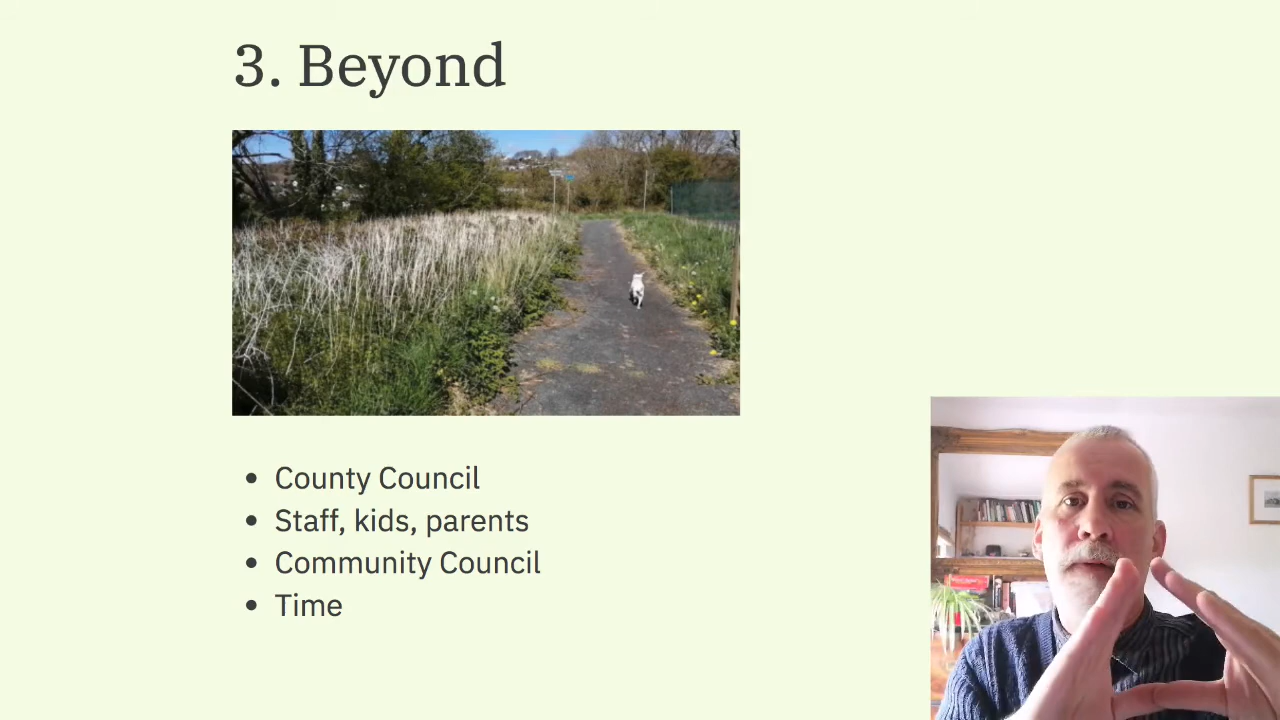 3. Beyond
County Council
Staff, kids, parents
Community Council
Time